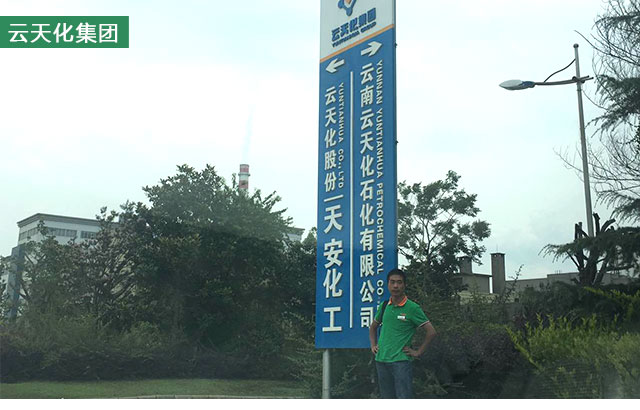 云天化集团
云天化集团
← →
YUNTIANHUA CO., LTD
云天化股份 天安化工
YUNNAN YUNTIANHUA PETROCHEMICAL CO.
云南云天化石化有限公司